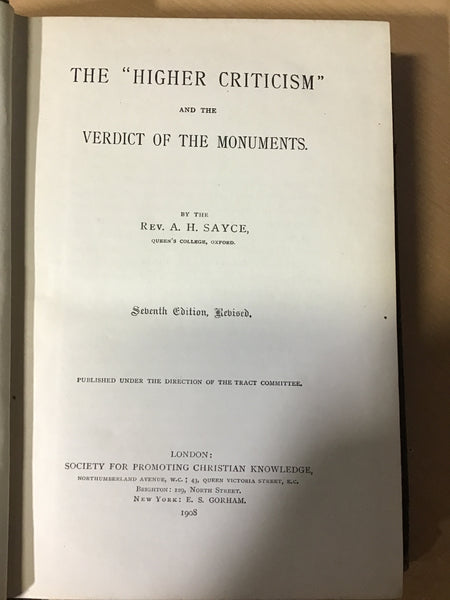 THE "HIGHER CRITICISM"
AND THE
VERDICT OF THE MONUMENTS.
BY THE
REV. A. H. SAYCE,
QUEEN'S COLLEGE, OXFORD.
Seventh Edition, Revised.
PUBLISHED UNDER THE DIRECTION OF THE TRACT COMMITTEE.
LONDON:
SOCIETY FOR PROMOTING CHRISTIAN KNOWLEDGE,
NORTHUMBERLAND AVENUE, W.C.; 43, QUEEN VICTORIA STREET, E.C.
BRIGHTON: 129, NORTH STREET.
NEW YORK: E. S. GORHAM.
1908